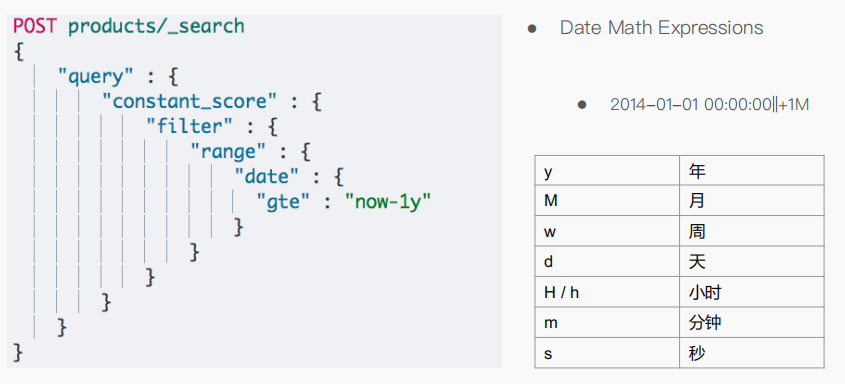 POST products/_search
{
"query" : {
"constant_score" : {
"filter" : {
"range" : {
"date" : {
"gte" : "now-1y"
}
}
}
}
}
}
● Date Math Expressions
● 2014–01–01 00:00:00||+1M
y 年
M 月
w 周
d 天
H / h 小时
m 分钟
s 秒